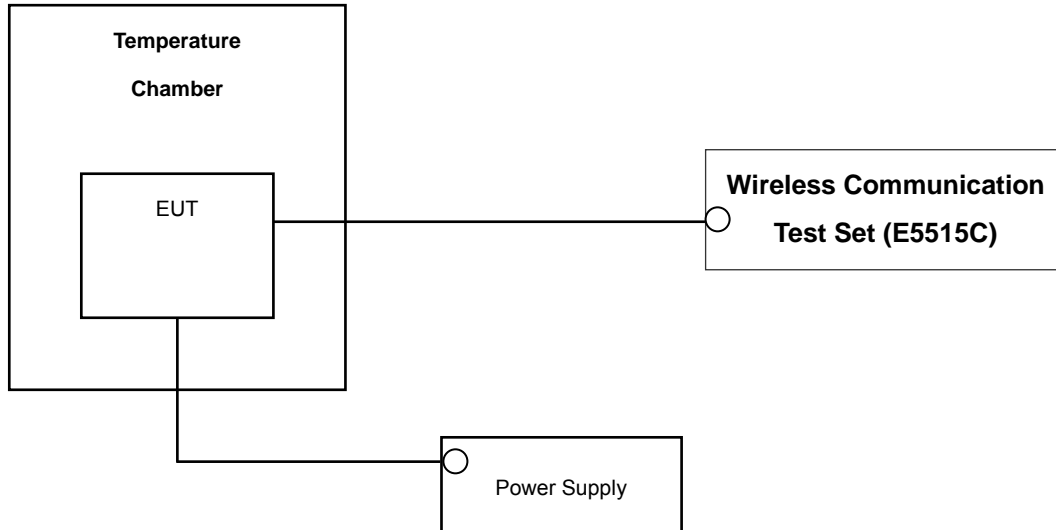 Temperature
Chamber
EUT
Wireless Communication
Test Set (E5515C)
Power Supply